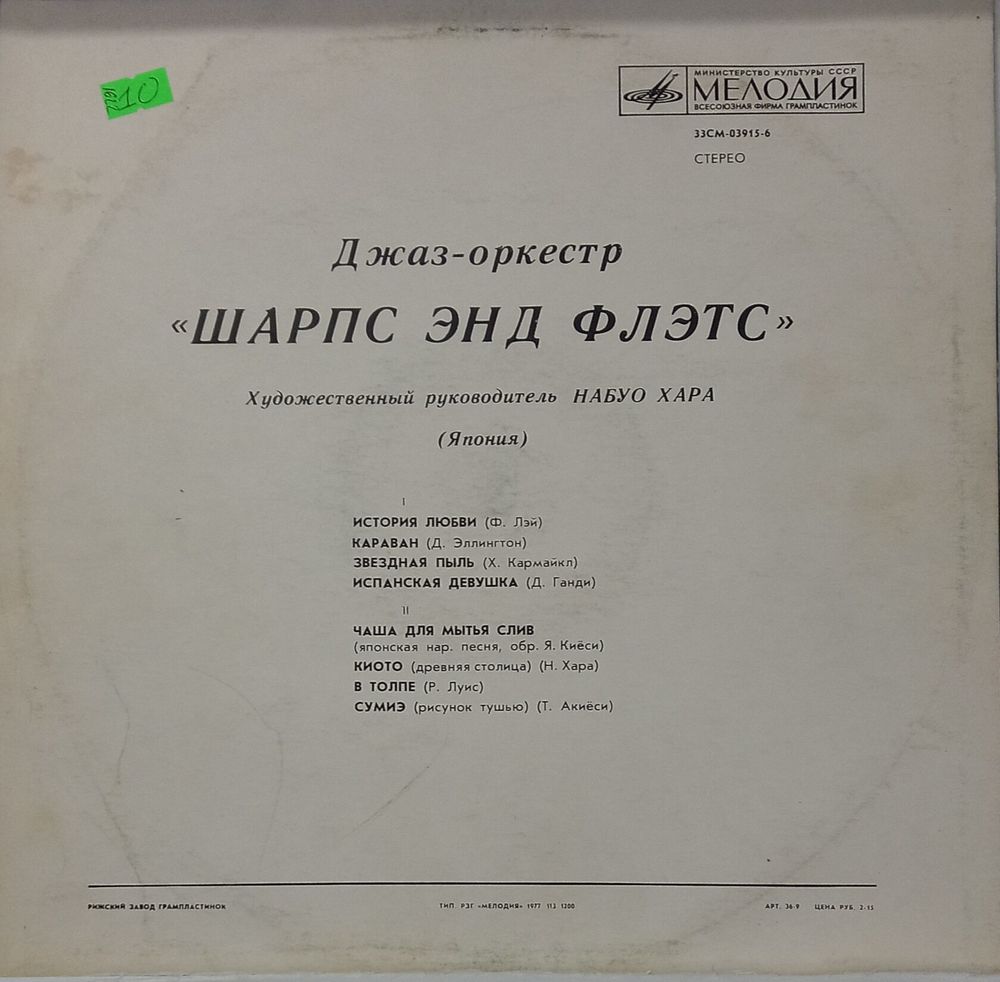 10
МИНИСТЕРСТВО КУЛЬТУРЫ СССР
МЕЛОДИЯ
ВСЕСОЮЗНАЯ ФИРМА ГРАМПЛАСТИНОК
33СМ-03915-6
СТЕРЕО
Джаз-оркестр
«ШАРПС ЭНД ФЛЭТС»
Художественный руководитель НАБУО ХАРА
(Япония)
I
ИСТОРИЯ ЛЮБВИ (Ф. Лэй)
КАРАВАН (Д. Эллингтон)
ЗВЕЗДНАЯ ПЫЛЬ (Х. Кармайкл)
ИСПАНСКАЯ ДЕВУШКА (Д. Ганди)
II
ЧАША ДЛЯ МЫТЬЯ СЛИВ
(японская нар. песня, обр. Я. Киёси)
КИОТО (древняя столица) (Н. Хара)
В ТОЛПЕ (Р. Луис)
СУМИЭ (рисунок тушью) (Т. Акиёси)
РИЖСКИЙ ЗАВОД ГРАМПЛАСТИНОК
ТИП. РЗГ «МЕЛОДИЯ» 1977 113 1200
АРТ. 36-9 ЦЕНА РУБ. 2-15